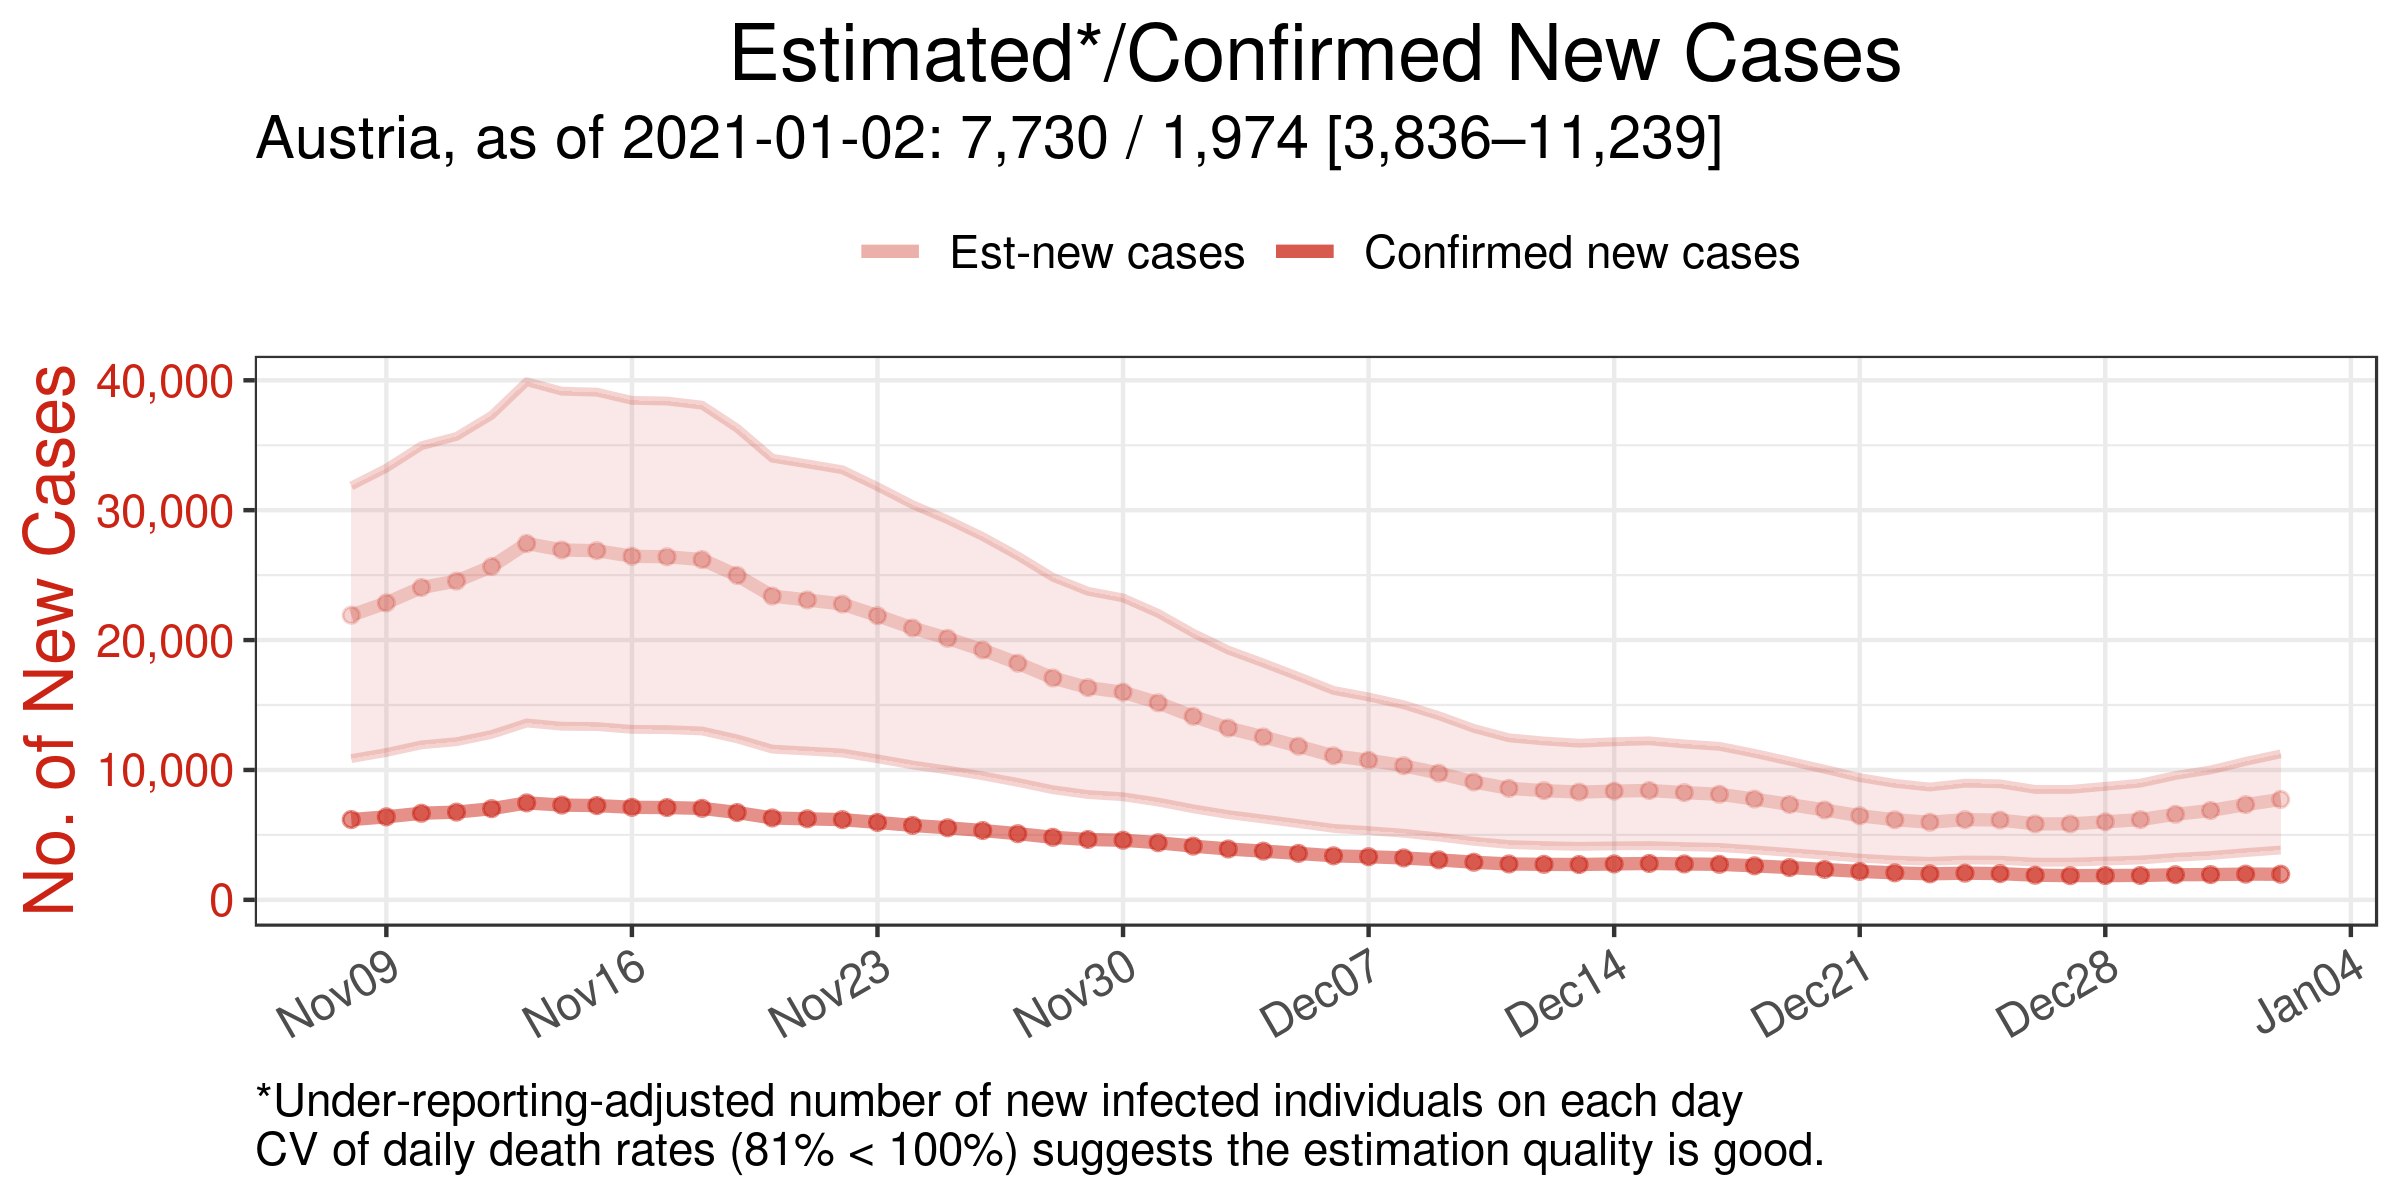 Estimated*/Confirmed New Cases
Austria, as of 2021-01-02: 7,730 / 1,974 [3,836–11,239]
Est-new cases
Confirmed new cases
No. of New Cases
40,000
30,000
20,000
10,000
0
Nov09
Nov16
Nov23
Nov30
Dec07
Dec14
Dec21
Dec28
Jan04
*Under-reporting-adjusted number of new infected individuals on each day
CV of daily death rates (81% < 100%) suggests the estimation quality is good.